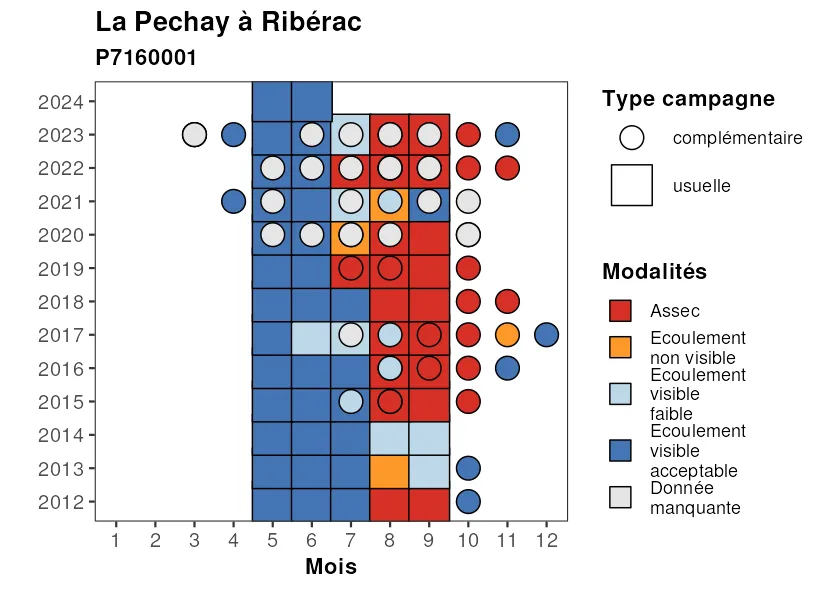 La Pechay à Ribérac
P7160001
2024
2023
2022
2021
2020
2019
2018
2017
2016
2015
2014
2013
2012
1 2 3 4 5 6 7 8 9 10 11 12
Mois
Type campagne
complémentaire
usuelle
Modalités
Assec
Ecoulement
non visible
Ecoulement
visible
faible
Ecoulement
visible
acceptable
Donnée
manquante